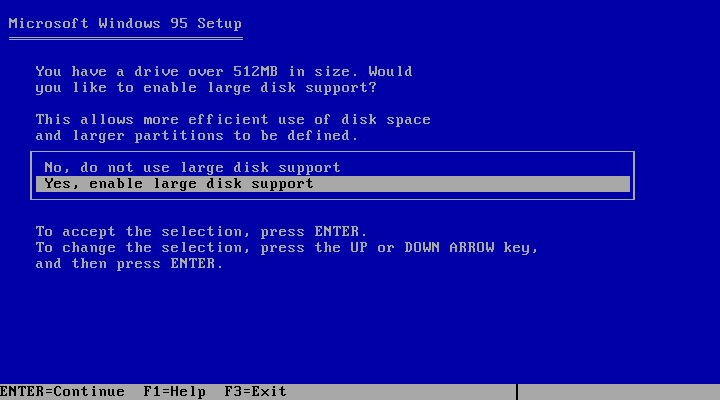 Microsoft Windows 95 Setup
You have a drive over 512MB in size. Would
you like to enable large disk support?
This allows more efficient use of disk space
and larger partitions to be defined.
No, do not use large disk support
Yes, enable large disk support
To accept the selection, press ENTER.
To change the selection, press the UP or DOWN ARROW key,
and then press ENTER.
ENTER=Continue  F1=Help  F3=Exit